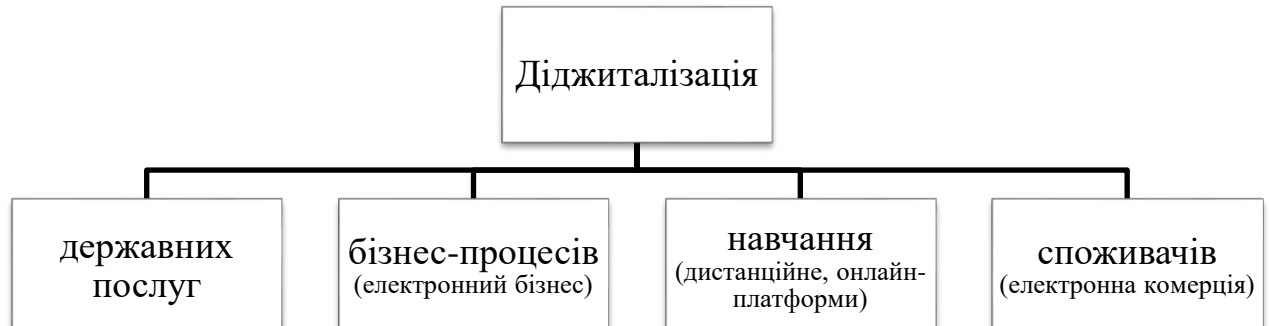 Діджиталізація
державних
послуг
бізнес-процесів
(електронний бізнес)
навчання
(дистанційне, онлайн-
платформи)
споживачів
(електронна комерція)